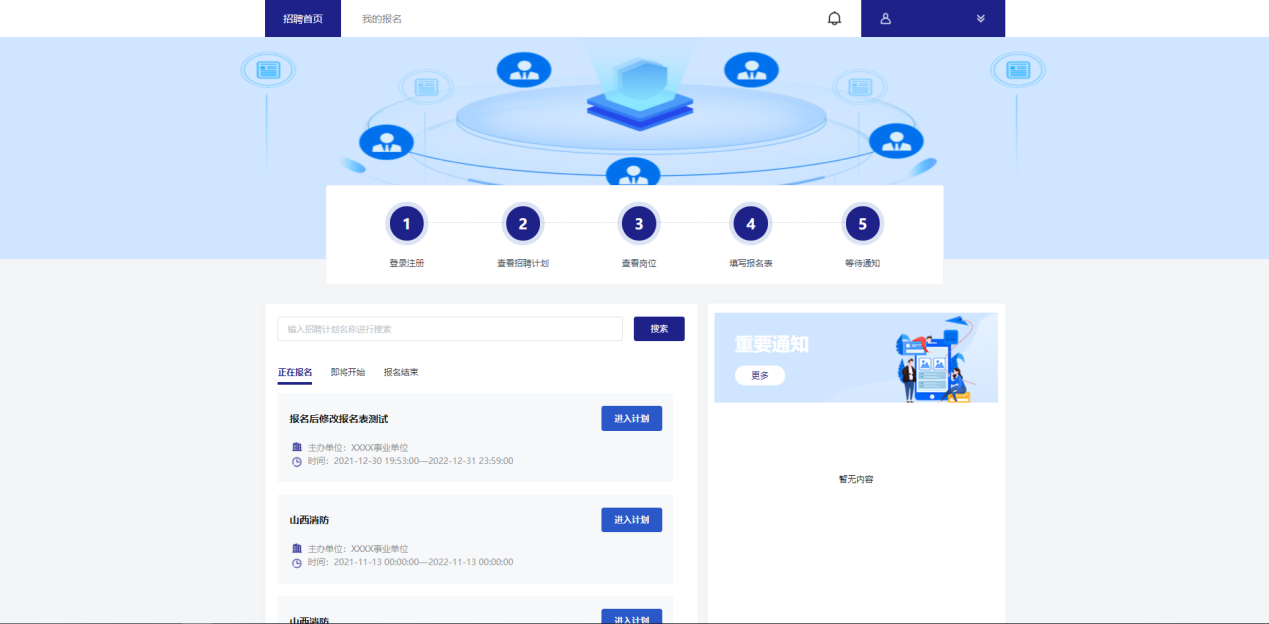 招聘首页
我的报名
1
2
3
4
5
登录注册
查看招聘计划
查看岗位
填写报名表
等待通知
输入招聘计划名称进行搜索
搜索
正在报名
即将开始
报名结束
报名后修改报名表测试
进入计划
主办单位：XXXX事业单位
时间：2021-12-30 19:53:00—2022-12-31 23:59:00
山西消防
进入计划
主办单位：XXXX事业单位
时间：2021-11-13 00:00:00—2022-11-13 00:00:00
山西消防
进入计划
重要通知
更多
暂无内容